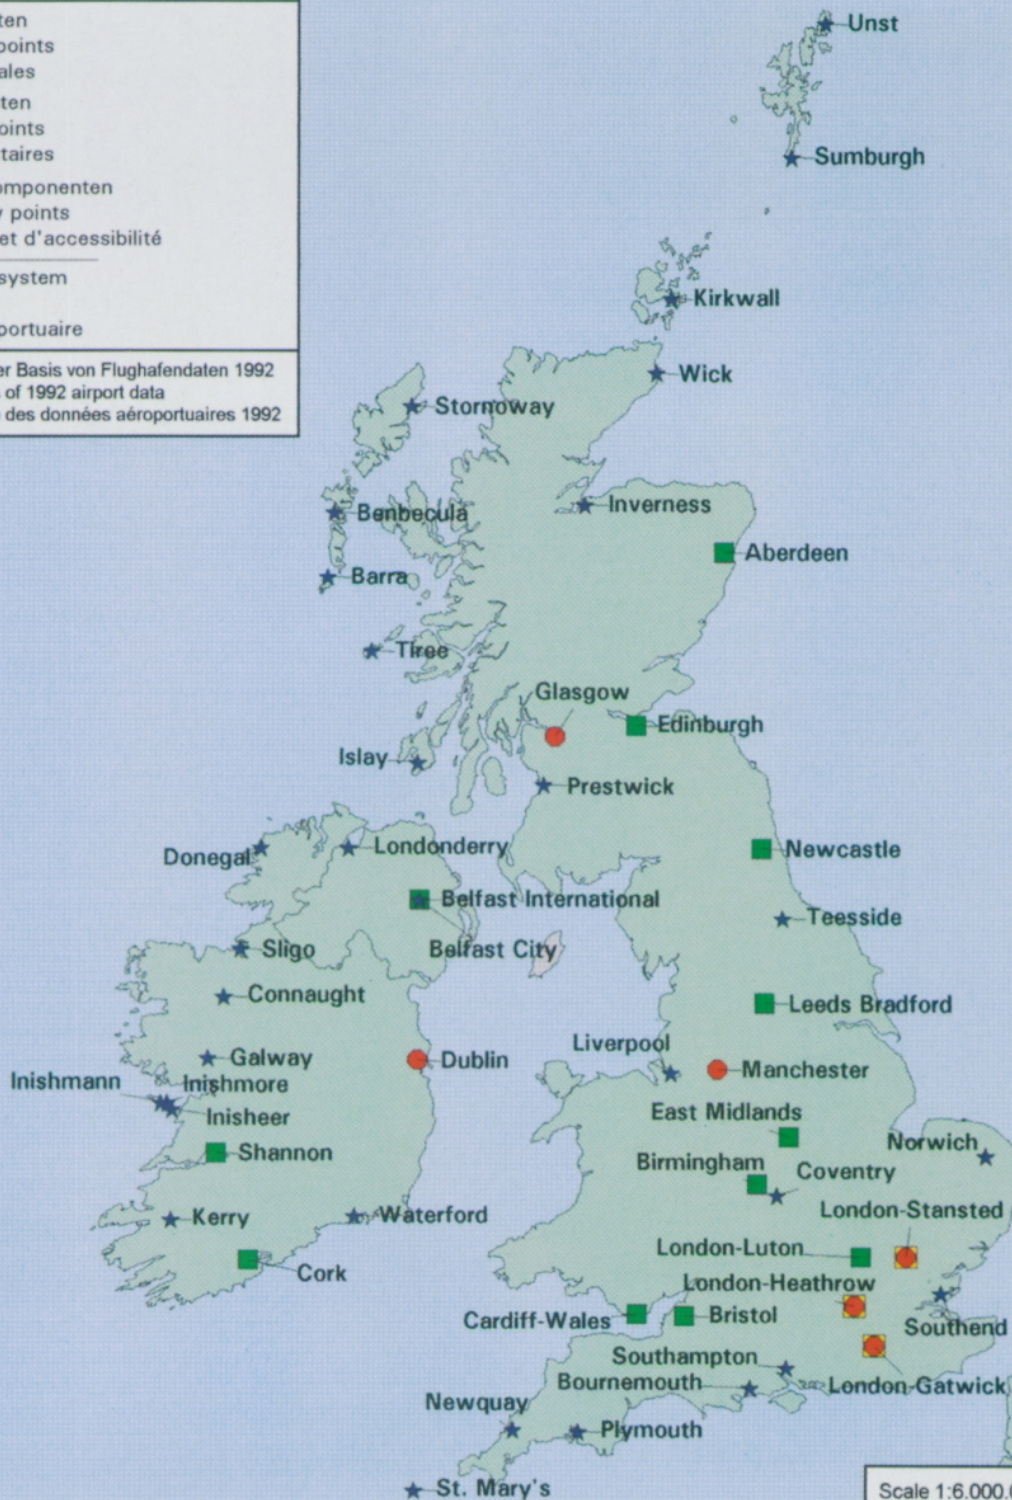 ten
points
ales
ten
oints
taires
omponenten
y points
et d'accessibilité
system
portuaire
er Basis von Flughafendaten 1992
of 1992 airport data
des données aéroportuaires 1992
Unst
Sumburgh
Kirkwall
Wick
Stornoway
Inverness
Benbecula
Aberdeen
Barra
Tiree
Glasgow
Edinburgh
Islay
Prestwick
Donegal
Londonderry
Newcastle
Belfast International
Teesside
Belfast City
Sligo
Connaught
Leeds Bradford
Liverpool
Galway
Dublin
Manchester
Inishmann
Inishmore
Inisheer
East Midlands
Norwich
Shannon
Birmingham
Coventry
London-Stansted
Kerry
Waterford
London-Luton
Cork
London-Heathrow
Cardiff-Wales
Bristol
Southend
Southampton
Bournemouth
London-Gatwick
Newquay
Plymouth
St. Mary's
Scale 1:6.000.0